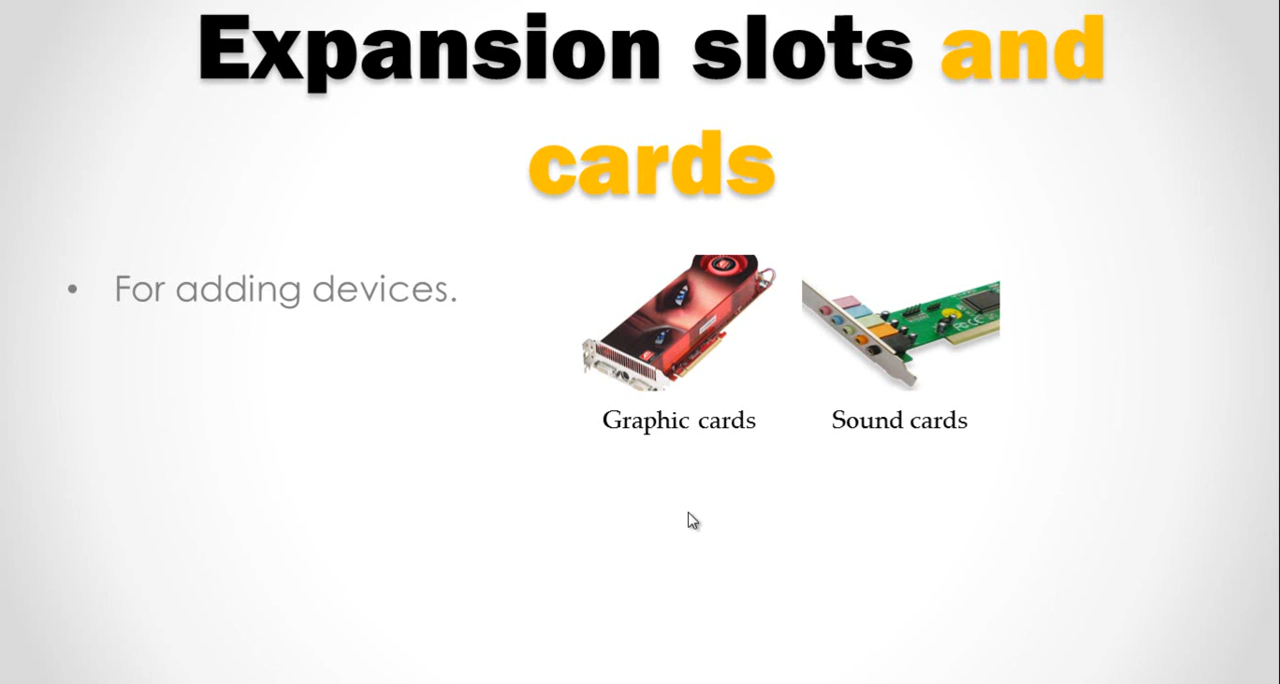 Expansion slots and
cards
• For adding devices.
Graphic cards
Sound cards